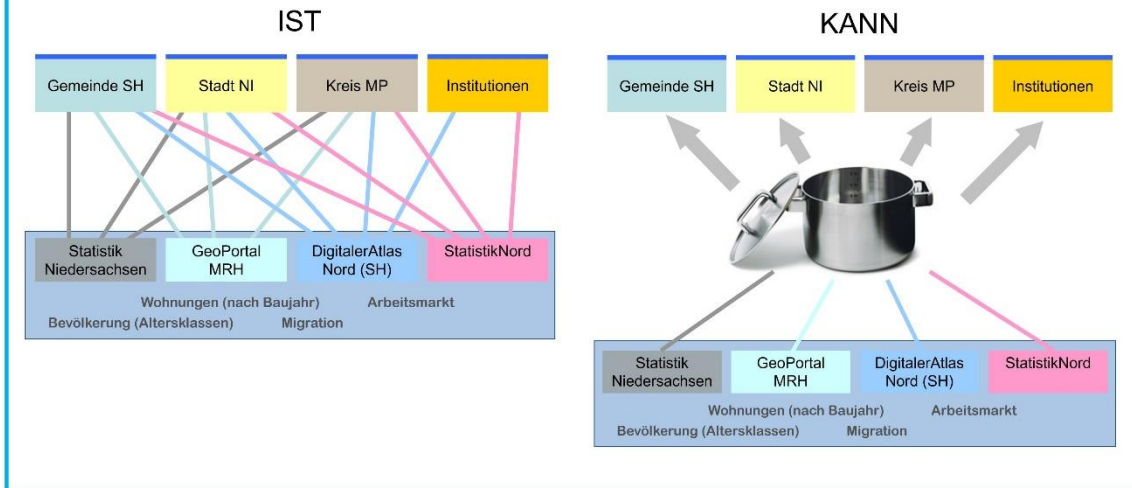 IST
Gemeinde SH
Stadt NI
Kreis MP
Institutionen
Statistik
Niedersachsen
GeoPortal
MRH
DigitalerAtlas
Nord (SH)
StatistikNord
Wohnungen (nach Baujahr)
Arbeitsmarkt
Bevölkerung (Altersklassen)
Migration
KANN
Gemeinde SH
Stadt NI
Kreis MP
Institutionen
Statistik
Niedersachsen
GeoPortal
MRH
DigitalerAtlas
Nord (SH)
StatistikNord
Wohnungen (nach Baujahr)
Arbeitsmarkt
Bevölkerung (Altersklassen)
Migration